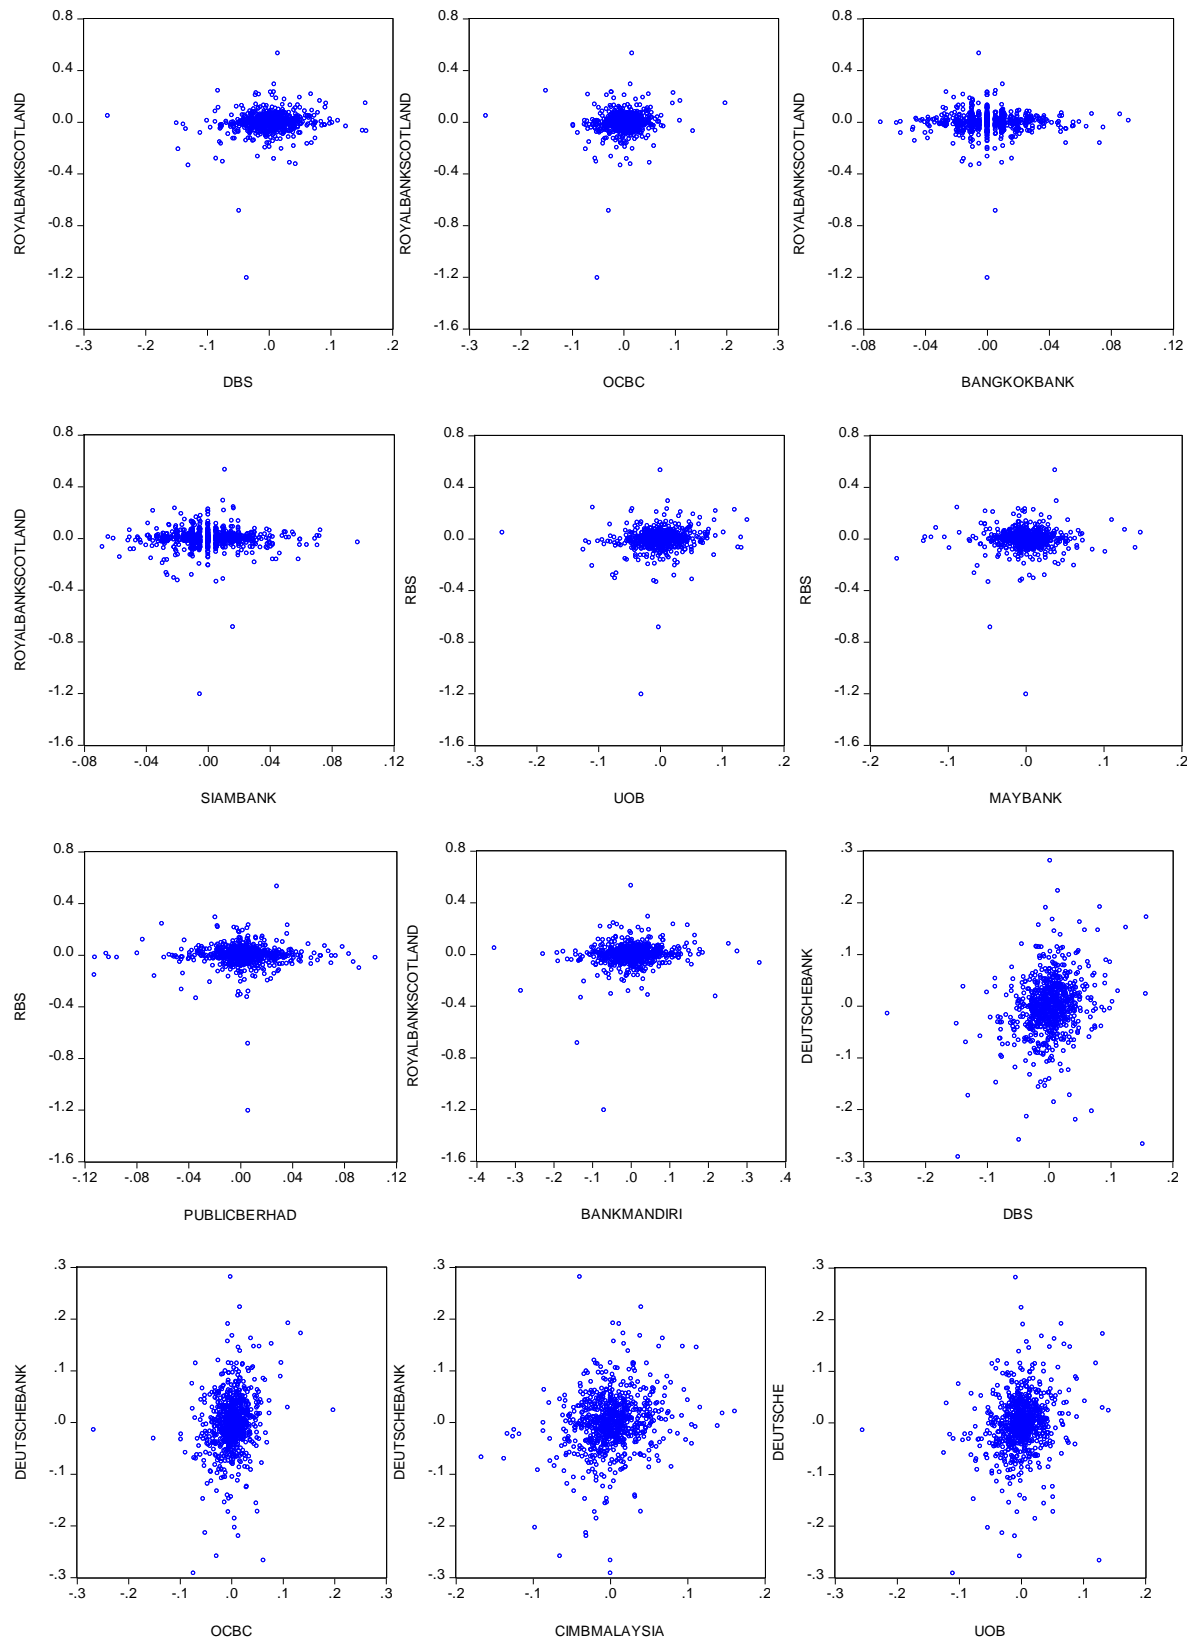 0.8
0.4
0.0
-0.4
-0.8
-1.2
-1.6
ROYALBANKSCOTLAND
-.3 -.2 -.1 .0 .1 .2
DBS
0.8
0.4
0.0
-0.4
-0.8
-1.2
-1.6
ROYALBANKSCOTLAND
-.3 -.2 -.1 .0 .1 .2 .3
OCBC
0.8
0.4
0.0
-0.4
-0.8
-1.2
-1.6
ROYALBANKSCOTLAND
-.08 -.04 .00 .04 .08 .12
BANGKOKBANK
0.8
0.4
0.0
-0.4
-0.8
-1.2
-1.6
ROYALBANKSCOTLAND
-.08 -.04 .00 .04 .08 .12
SIAMBANK
0.8
0.4
0.0
-0.4
-0.8
-1.2
-1.6
RBS
-.3 -.2 -.1 .0 .1 .2
UOB
0.8
0.4
0.0
-0.4
-0.8
-1.2
-1.6
RBS
-.2 -.1 .0 .1 .2
MAYBANK
0.8
0.4
0.0
-0.4
-0.8
-1.2
-1.6
RBS
-.12 -.08 -.04 .00 .04 .08 .12
PUBLICBERHAD
0.8
0.4
0.0
-0.4
-0.8
-1.2
-1.6
ROYALBANKSCOTLAND
-.4 -.3 -.2 -.1 .0 .1 .2 .3 .4
BANKMANDIRI
.3
.2
.1
.0
-.1
-.2
-.3
DEUTSCHEBANK
-.3 -.2 -.1 .0 .1 .2
DBS
.3
.2
.1
.0
-.1
-.2
-.3
DEUTSCHEBANK
-.3 -.2 -.1 .0 .1 .2 .3
OCBC
.3
.2
.1
.0
-.1
-.2
-.3
DEUTSCHEBANK
-.2 -.1 .0 .1 .2
CIMBMALAYSIA
.3
.2
.1
.0
-.1
-.2
-.3
DEUTSCHE
-.3 -.2 -.1 .0 .1 .2
UOB